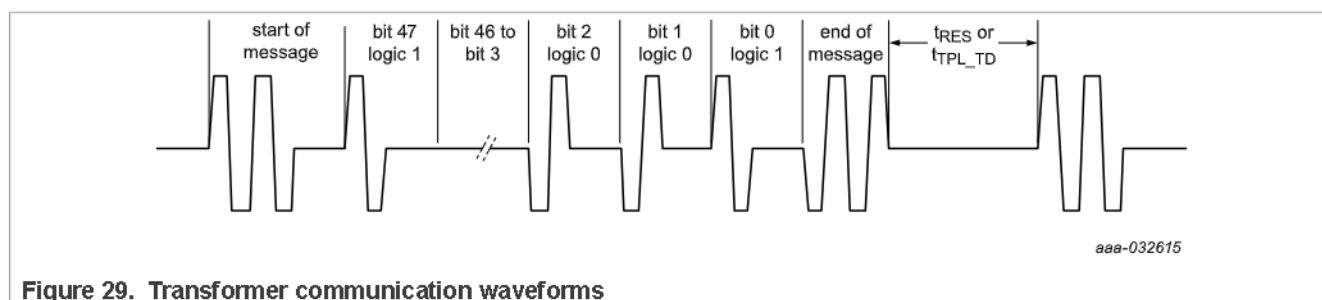 start of
message
bit 47
logic 1
bit 46 to
bit 3
bit 2
logic 0
bit 1
logic 0
bit 0
logic 1
end of
message
tRES or
tTPL_TD
aaa-032615
Figure 29. Transformer communication waveforms